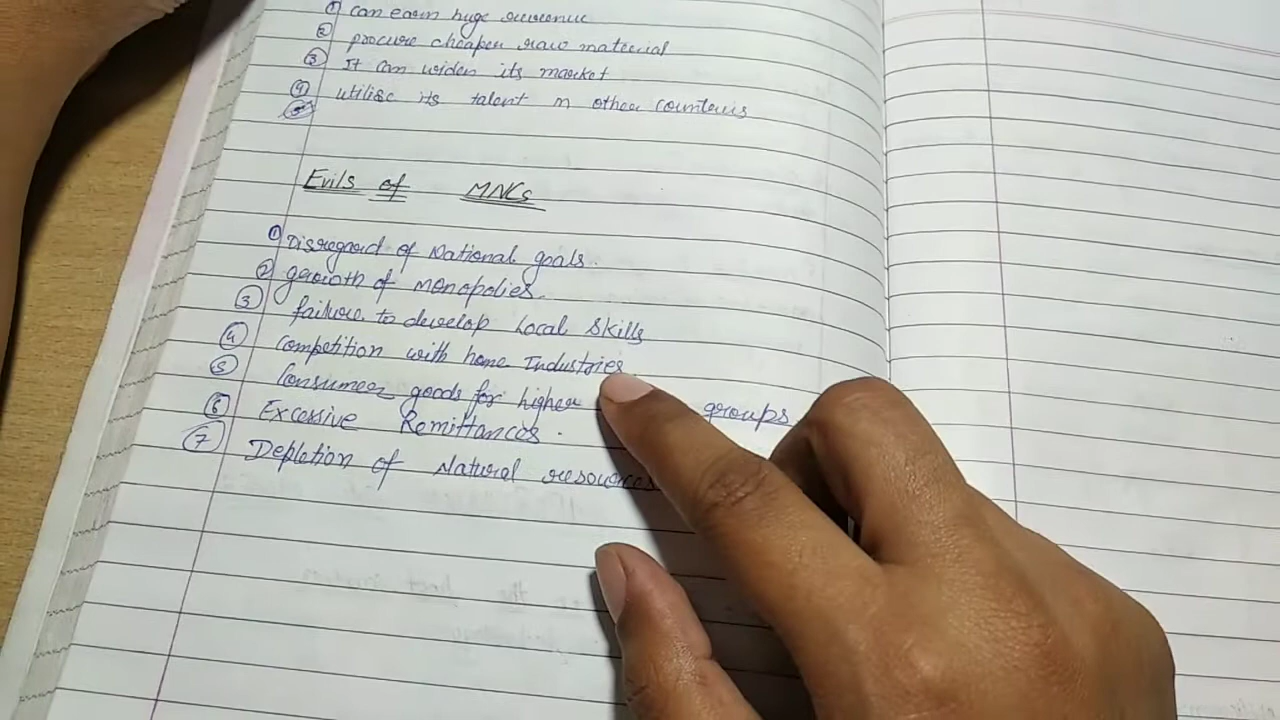 ① can earn huge revenue
② procure cheaper raw material
③ It can widen its market
④ utilise its talent in other counteris
⑤
Evils of MNCs
① Disregard of National goals.
② growth of monopolies.
③ failure to develop Local Skills
④ competition with home Industries
⑤ Consumer goods for higher groups
⑥ Excessive Remittances.
⑦ Depletion of Natural resources